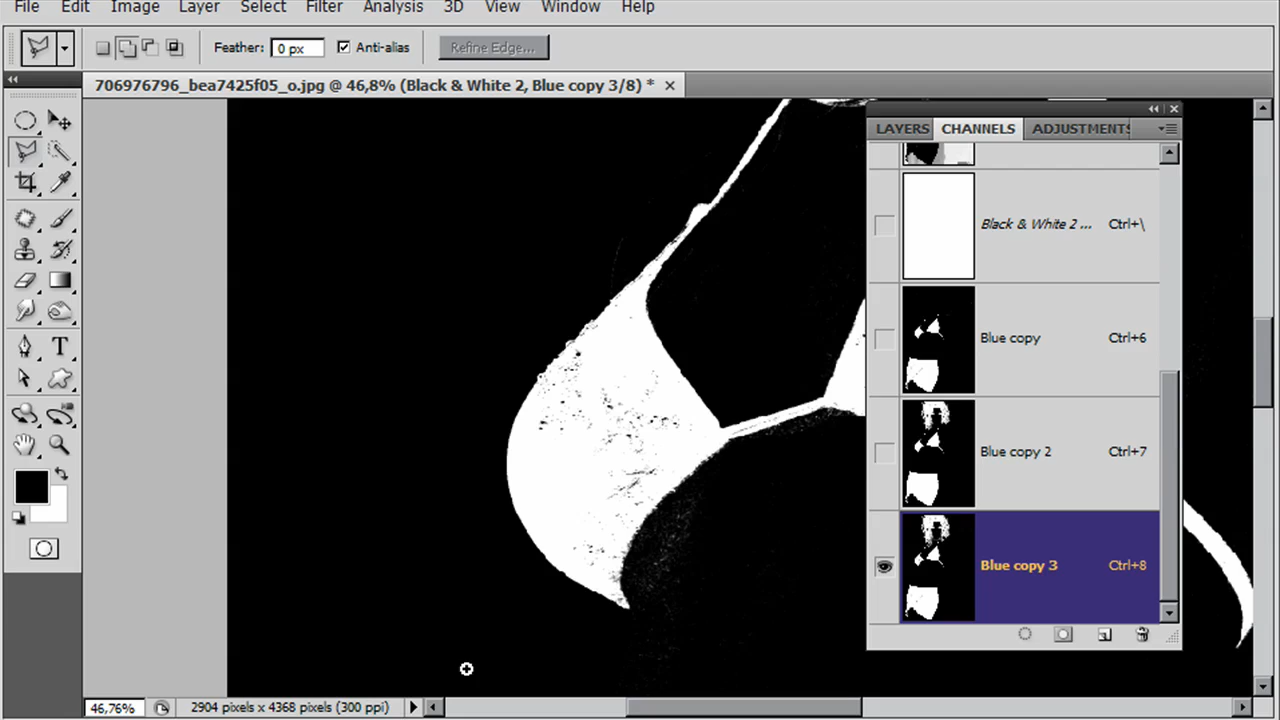 File Edit Image Layer Select Filter Analysis 3D View Window Help
Feather: 0 px Anti-alias Refine Edge...
706976796_bea7425f05_o.jpg @ 46,8% (Black & White 2, Blue copy 3/8) *
LAYERS CHANNELS ADJUSTMENTS
Black & White 2 ... Ctrl+\
Blue copy Ctrl+6
Blue copy 2 Ctrl+7
Blue copy 3 Ctrl+8
T
46,76% 2904 pixels x 4368 pixels (300 ppi)